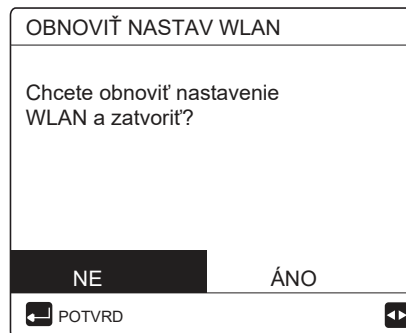 OBNOVIŤ NASTAV WLAN
Chcete obnoviť nastavenie
WLAN a zatvoriť?
NE ÁNO
POTVRD